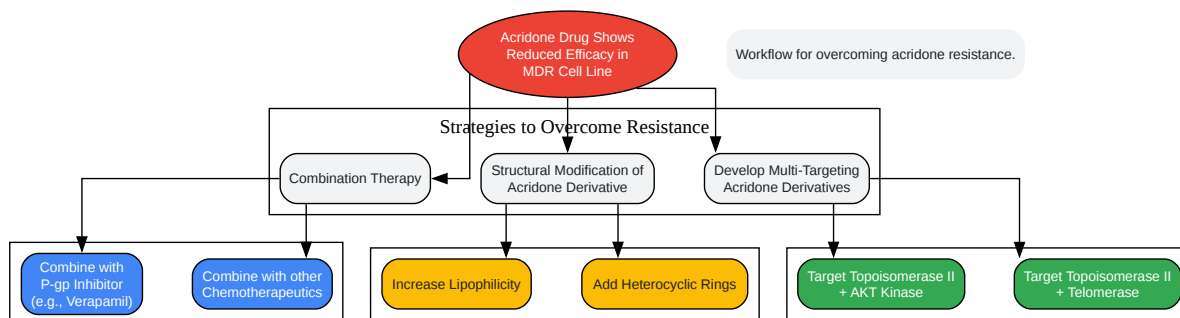 Acridone Drug Shows
Reduced Efficacy in
MDR Cell Line
Workflow for overcoming acridone resistance.
Strategies to Overcome Resistance
Combination Therapy
Structural Modification of
Acridone Derivative
Develop Multi-Targeting
Acridone Derivatives
Combine with
P-gp Inhibitor
(e.g., Verapamil)
Combine with other
Chemotherapeutics
Increase Lipophilicity
Add Heterocyclic Rings
Target Topoisomerase II
+ AKT Kinase
Target Topoisomerase II
+ Telomerase